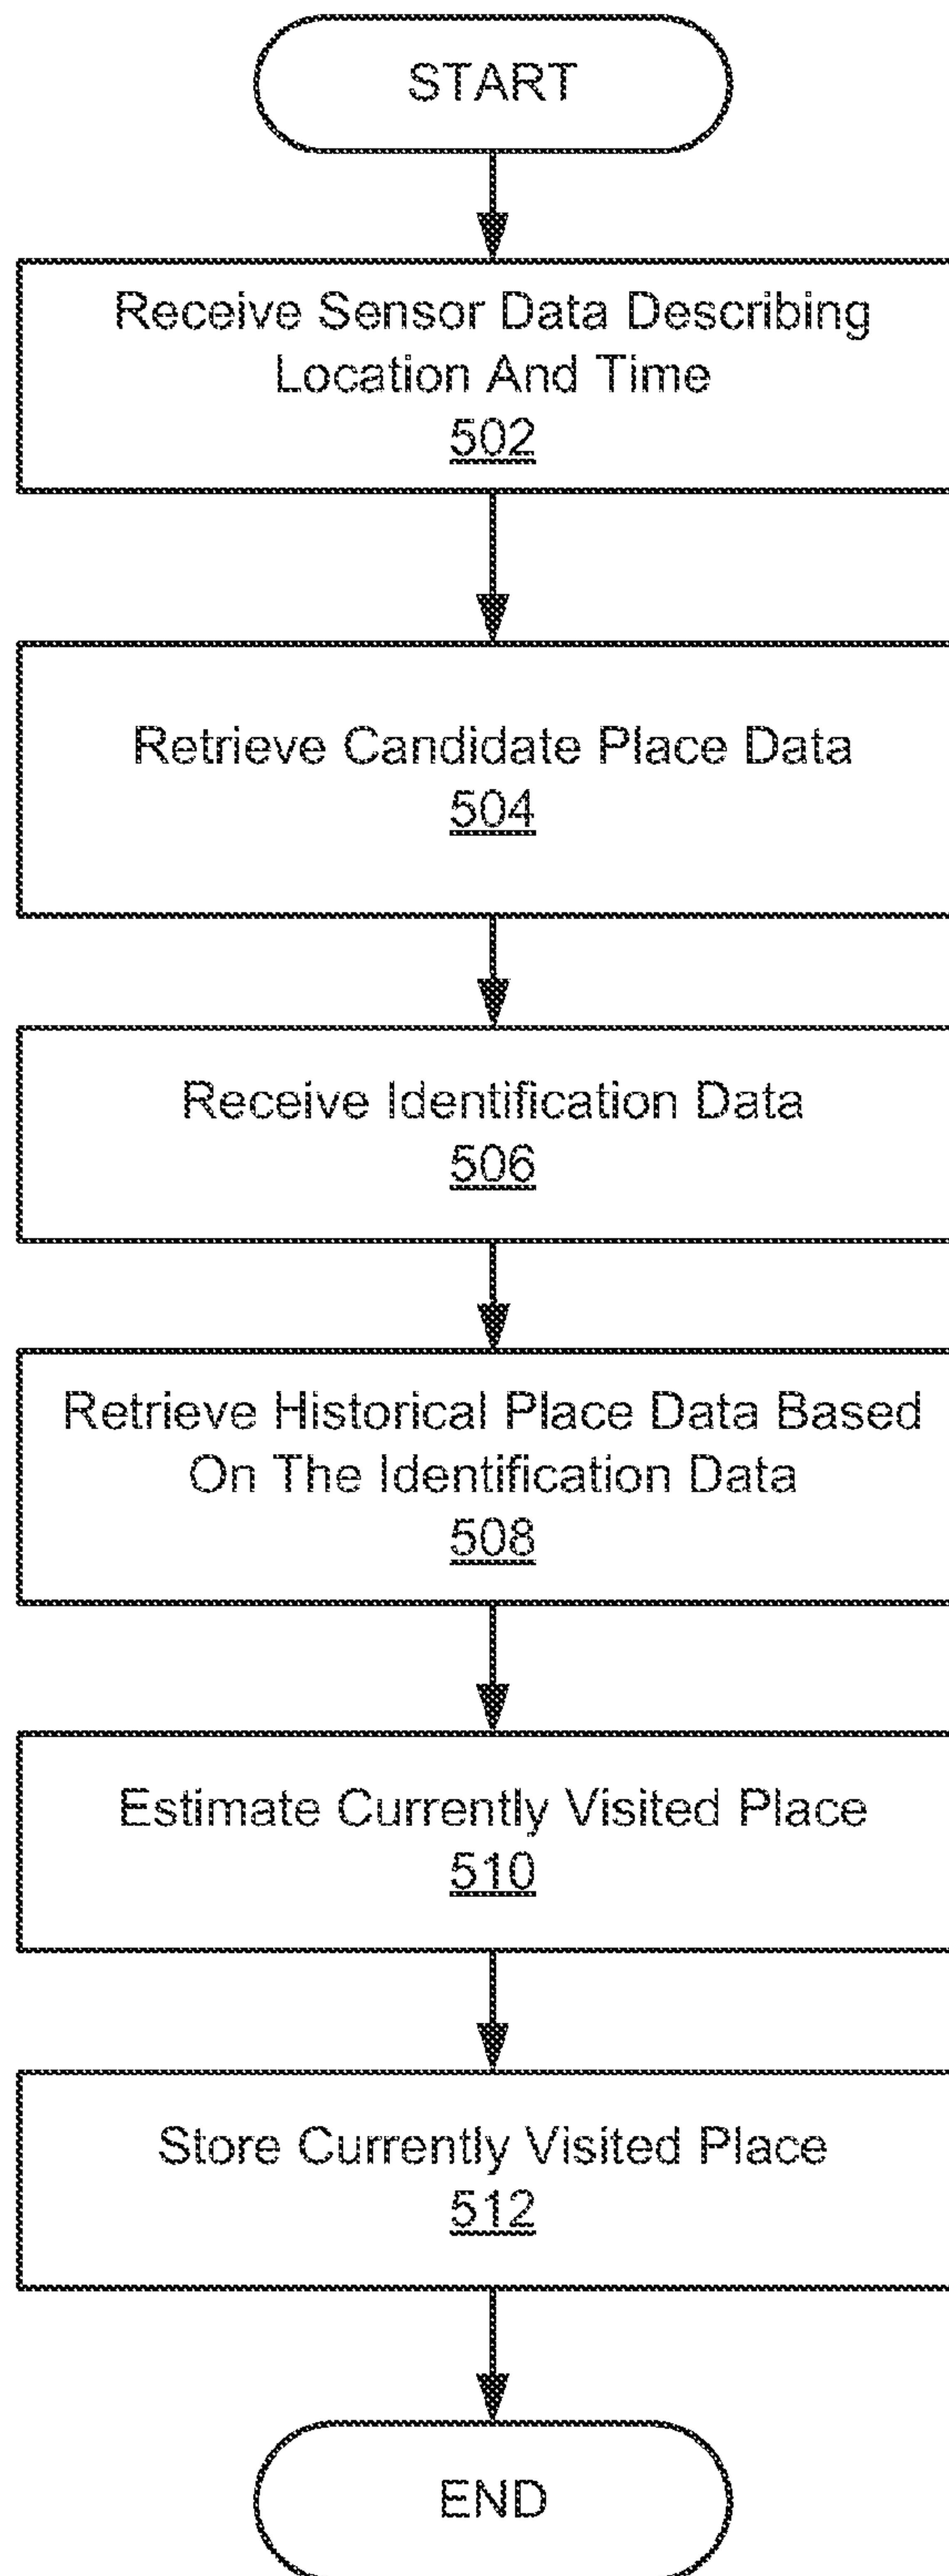 START
Receive Sensor Data Describing
Location And Time
502
Retrieve Candidate Place Data
504
Receive Identification Data
506
Retrieve Historical Place Data Based
On The Identification Data
508
Estimate Currently Visited Place
510
Store Currently Visited Place
512
END